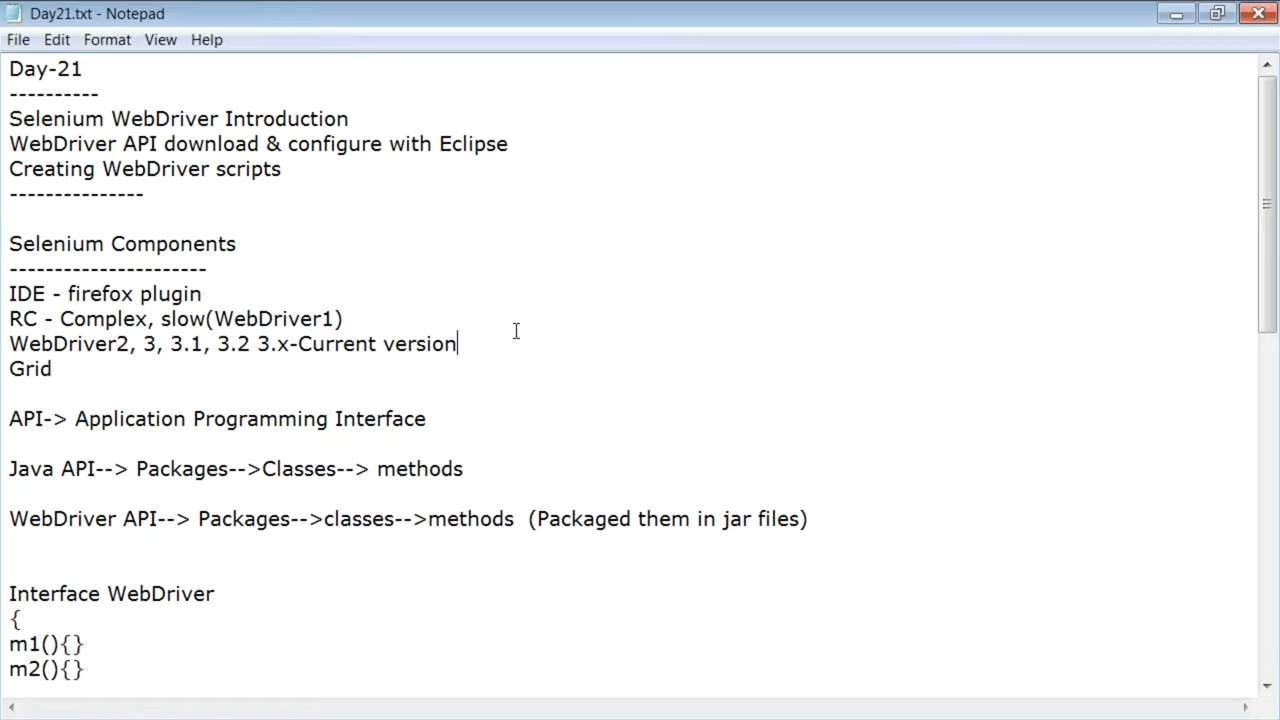 Day21.txt - Notepad
File Edit Format View Help
Day-21
----------
Selenium WebDriver Introduction
WebDriver API download & configure with Eclipse
Creating WebDriver scripts
---------------
Selenium Components
----------------------
IDE - firefox plugin
RC - Complex, slow(WebDriver1)
WebDriver2, 3, 3.1, 3.2 3.x-Current version
Grid
API-> Application Programming Interface
Java API--> Packages-->Classes--> methods
WebDriver API--> Packages-->classes-->methods  (Packaged them in jar files)
Interface WebDriver
{
m1(){}
m2(){}